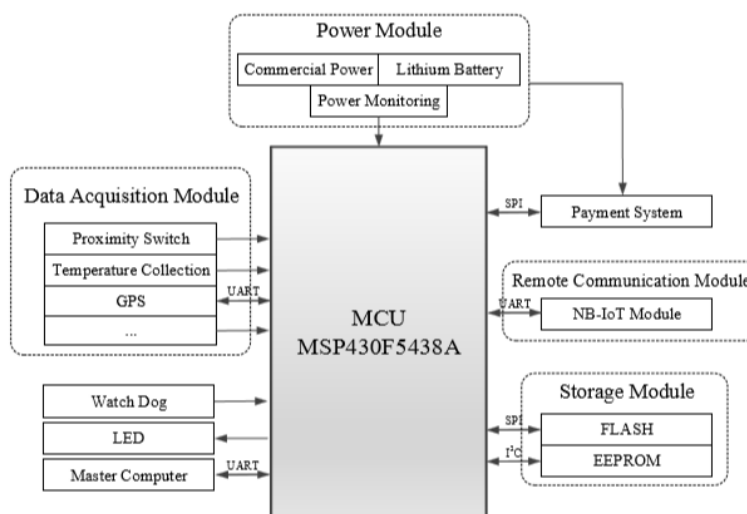 Power Module
Commercial Power
Lithium Battery
Power Monitoring
Data Acquisition Module
Proximity Switch
Temperature Collection
GPS
UART
...
Watch Dog
LED
Master Computer
UART
MCU
MSP430F5438A
SPI
Payment System
Remote Communication Module
UART
NB-IoT Module
Storage Module
SPI
FLASH
I²C
EEPROM